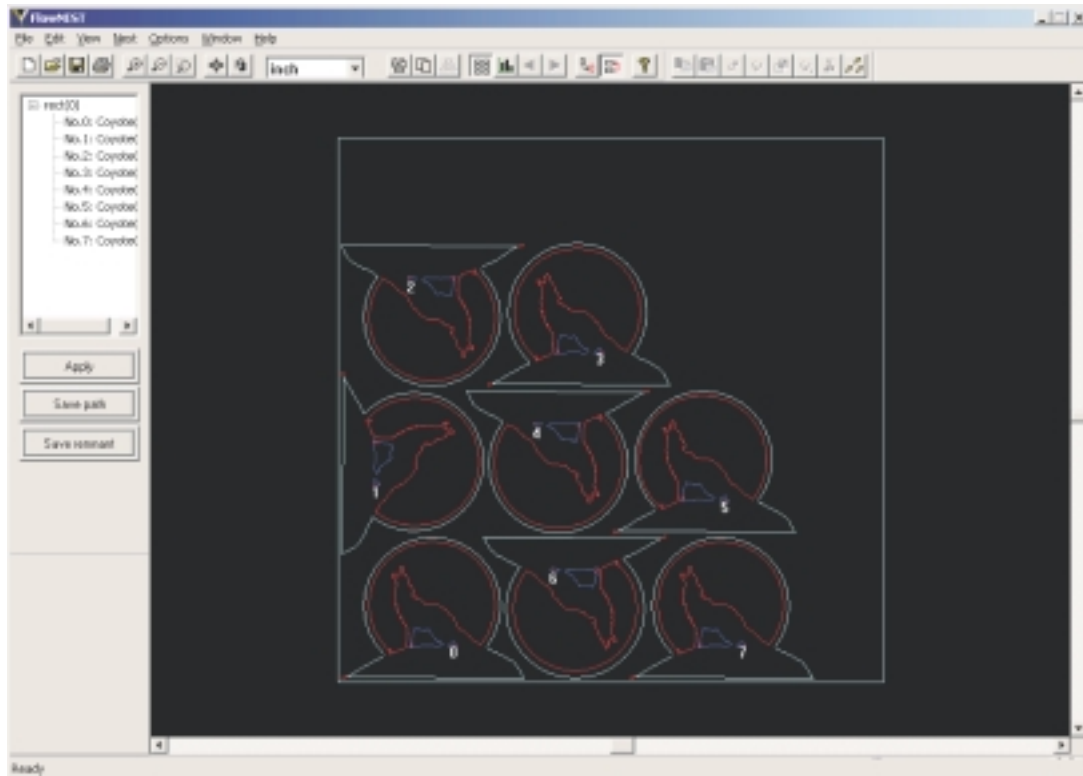 FlowNEST
File Edit View Nest Options Window Help
inch
rect(0)
No.0: Coyote(
No.1: Coyote(
No.2: Coyote(
No.3: Coyote(
No.4: Coyote(
No.5: Coyote(
No.6: Coyote(
No.7: Coyote(
Apply
Save path
Save remnant
2
3
1
4
5
0
6
7
Ready